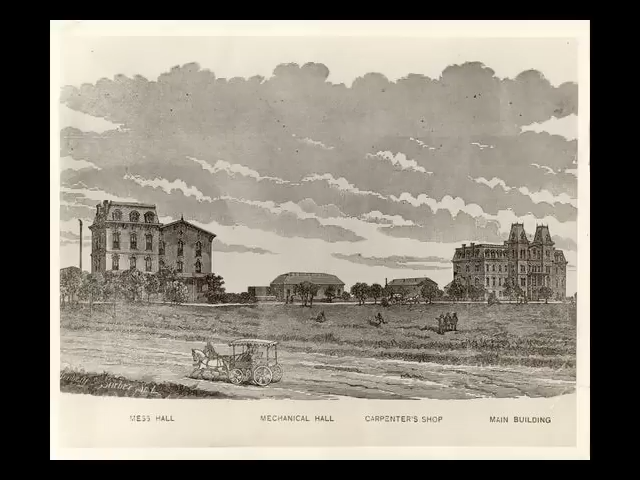 MESS HALL
MECHANICAL HALL
CARPENTER'S SHOP
MAIN BUILDING